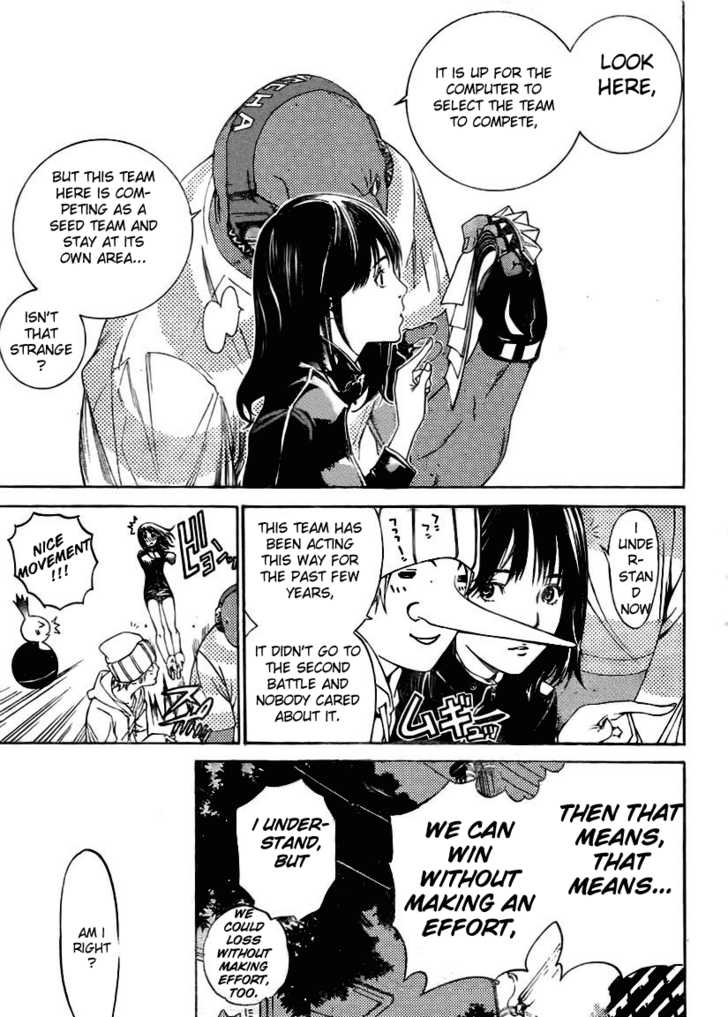 LOOK
HERE,
IT IS UP FOR THE
COMPUTER TO
SELECT THE TEAM
TO COMPETE,
BUT THIS TEAM
HERE IS COM-
PETING AS A
SEED TEAM AND
STAY AT ITS
OWN AREA...
ISN'T
THAT
STRANGE
?
I
UNDE
R-
STAN
D
NOW
THIS TEAM HAS
BEEN ACTING
THIS WAY FOR
THE PAST FEW
YEARS,
IT DIDN'T GO TO
THE SECOND
BATTLE AND
NOBODY CARED
ABOUT IT.
ムギュッ
NICE
MOVEMENT
!!!
THEN THAT
MEANS,
THAT
MEANS...
WE CAN
WIN
WITHOUT
MAKING AN
EFFORT,
I UNDER-
STAND,
BUT
WE
COULD
LOSS
WITHOUT
MAKING
EFFORT,
TOO.
AM I
RIGHT
?